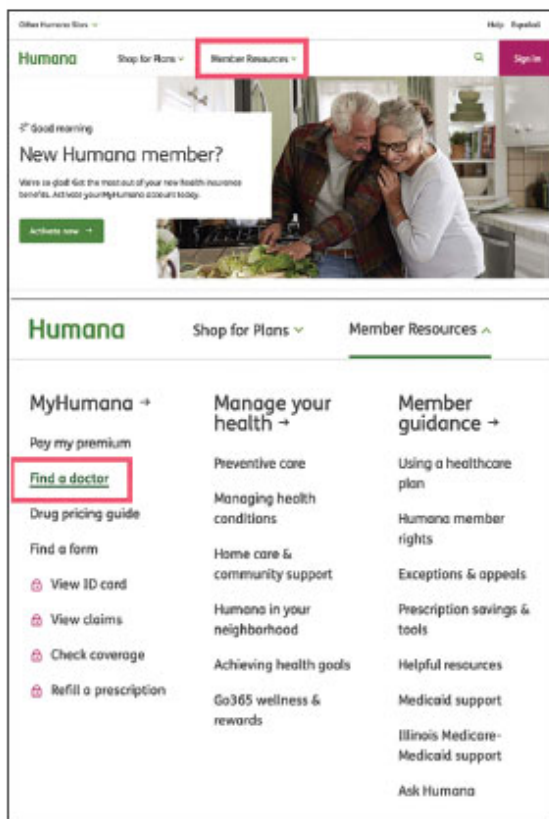 Other Humana Sites
Help Español
Humana
Shop for Plans
Member Resources
Sign in
Good morning
New Humana member?
We're so glad! Get the most out of your new health insurance
benefits. Activate your MyHumana account today.
Activate now →
Humana
Shop for Plans
Member Resources
MyHumana →
Pay my premium
Find a doctor
Drug pricing guide
Find a form
View ID card
View claims
Check coverage
Refill a prescription
Manage your
health →
Preventive care
Managing health
conditions
Home care &
community support
Humana in your
neighborhood
Achieving health goals
Go365 wellness &
rewards
Member
guidance →
Using a healthcare
plan
Humana member
rights
Exceptions & appeals
Prescription savings &
tools
Helpful resources
Medicaid support
Illinois Medicare-
Medicaid support
Ask Humana